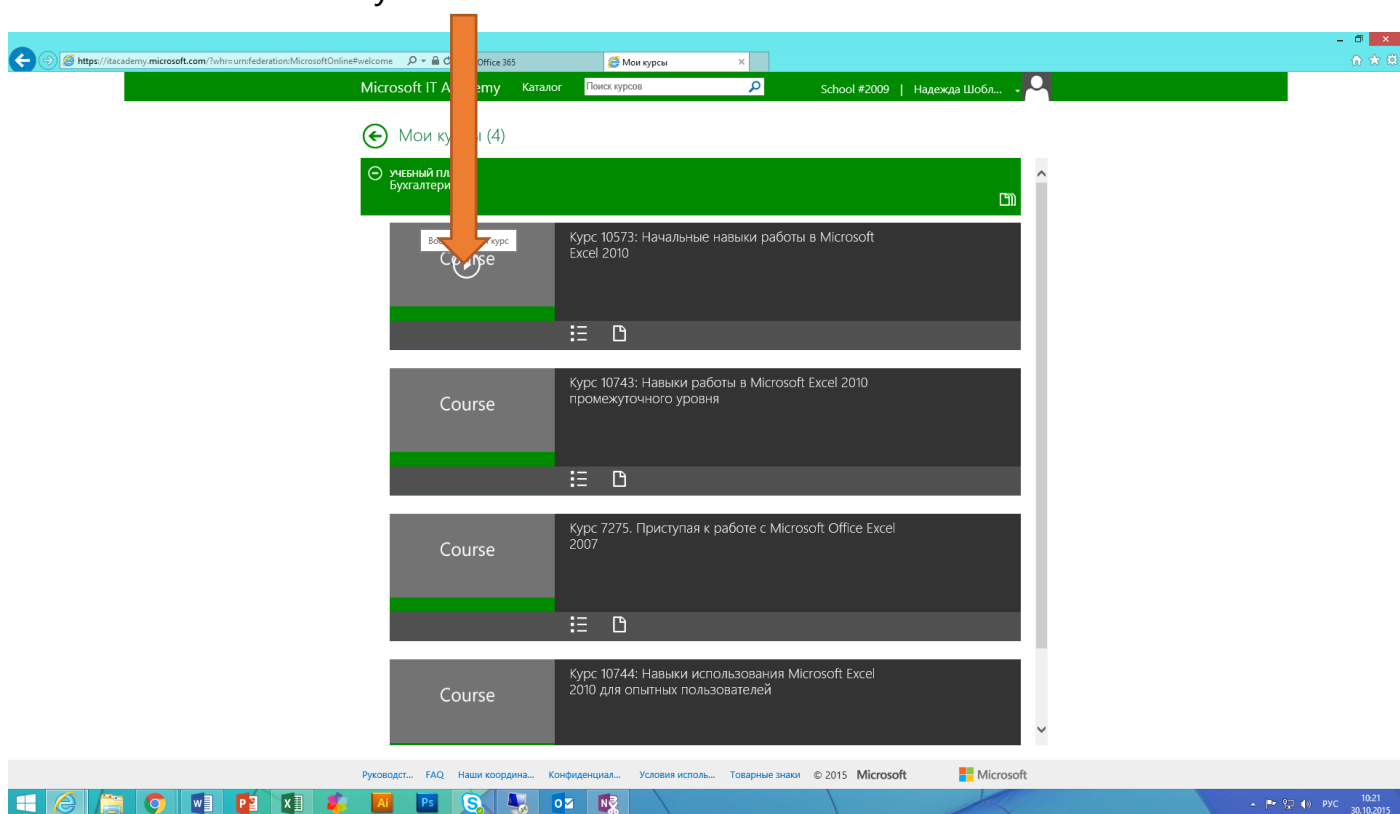 https://itacademy.microsoft.com/?whr=urn:federation:MicrosoftOnline#welcome
Office 365
Мои курсы
Microsoft IT
Каталог
Поиск курсов
School #2009 | Надежда Шобл...
Мои (4)
УЧЕБНЫЙ
Course
курс
Курс 10573: Начальные навыки работы в Microsoft
Excel 2010
Course
Курс 10743: Навыки работы в Microsoft Excel 2010
промежуточного уровня
Course
Курс 7275. Приступая к работе с Microsoft Office Excel
2007
Course
Курс 10744: Навыки использования Microsoft Excel
2010 для опытных пользователей
Руководст... FAQ Наши координа... Конфиденциал... Условия исполь... Товарные знаки © 2015 Microsoft Microsoft
Ai Ps
РУС
10:21
30.10.2015